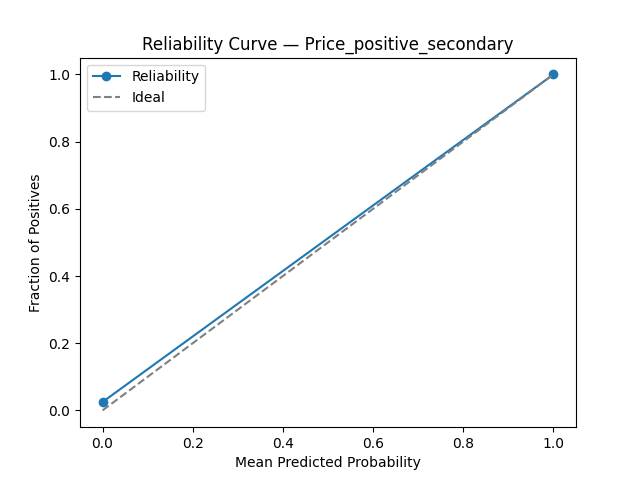 Reliability Curve — Price_positive_secondary
Reliability
Ideal
Fraction of Positives
1.0
0.8
0.6
0.4
0.2
0.0
0.0 0.2 0.4 0.6 0.8 1.0
Mean Predicted Probability